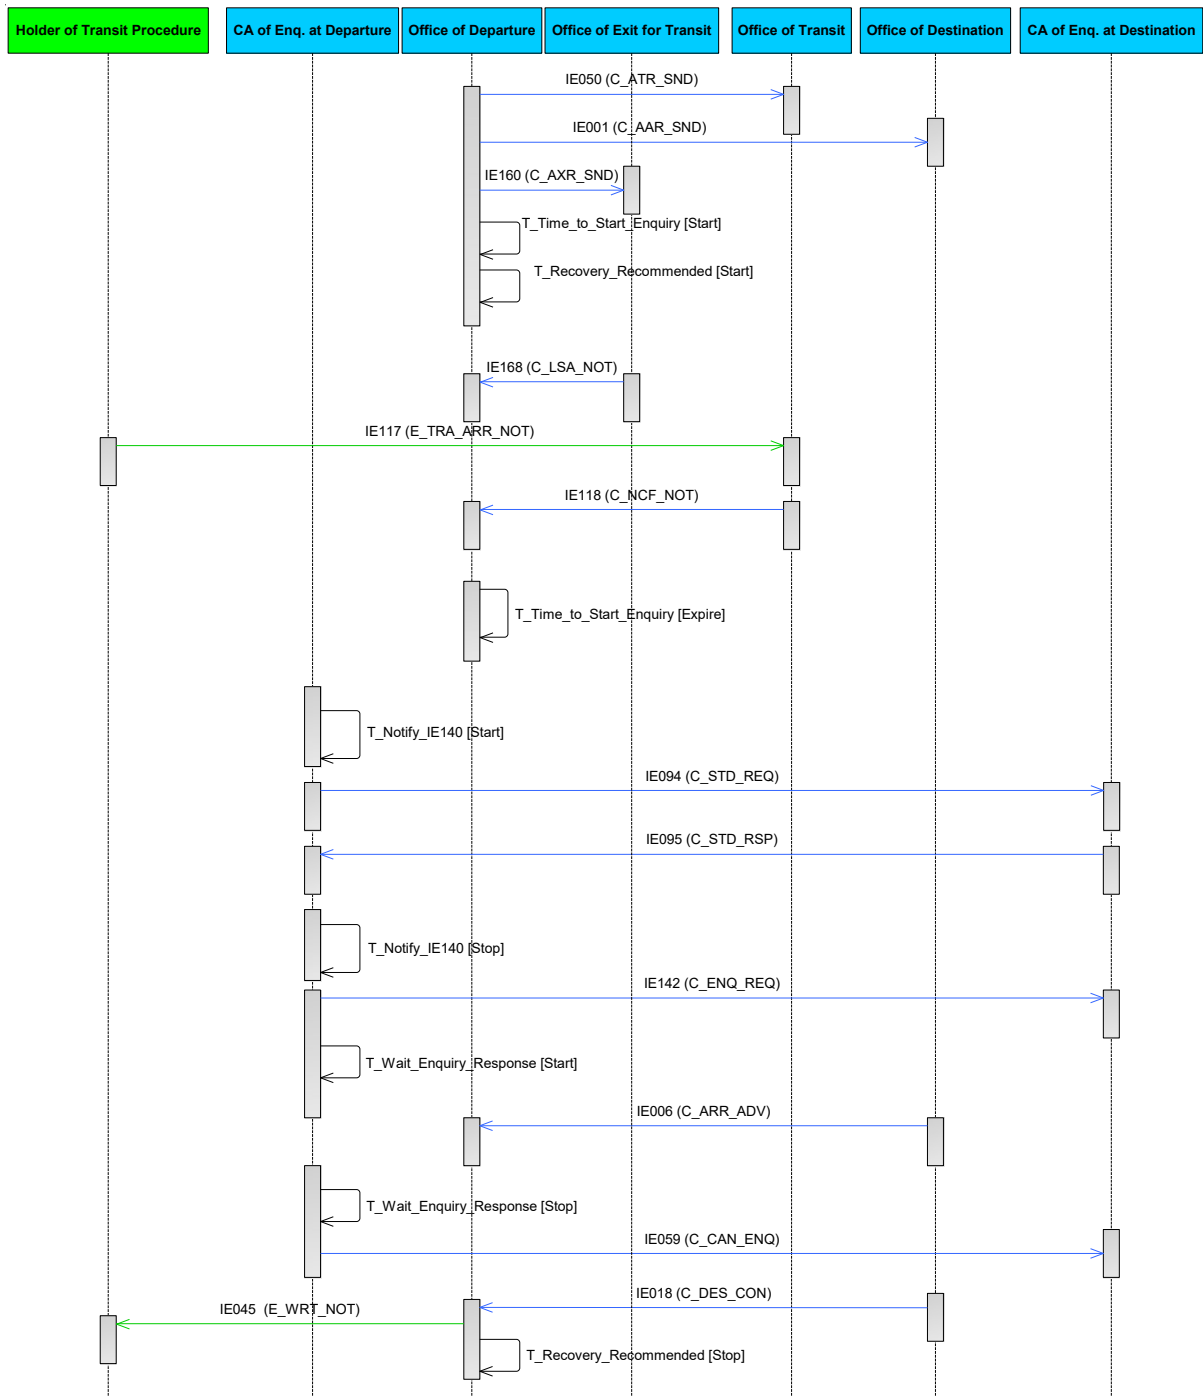 Holder of Transit Procedure
CA of Enq. at Departure
Office of Departure
Office of Exit for Transit
Office of Transit
Office of Destination
CA of Enq. at Destination
IE050 (C_ATR_SND)
IE001 (C_AAR_SND)
IE160 (C_AXR_SND)
T_Time_to_Start_Enquiry [Start]
T_Recovery_Recommended [Start]
IE168 (C_LSA_NOT)
IE117 (E_TRA_ARR_NOT)
IE118 (C_NCF_NOT)
T_Time_to_Start_Enquiry [Expire]
T_Notify_IE140 [Start]
IE094 (C_STD_REQ)
IE095 (C_STD_RSP)
T_Notify_IE140 [Stop]
IE142 (C_ENQ_REQ)
T_Wait_Enquiry_Response [Start]
IE006 (C_ARR_ADV)
T_Wait_Enquiry_Response [Stop]
IE059 (C_CAN_ENQ)
IE018 (C_DES_CON)
IE045 (E_WRT_NOT)
T_Recovery_Recommended [Stop]